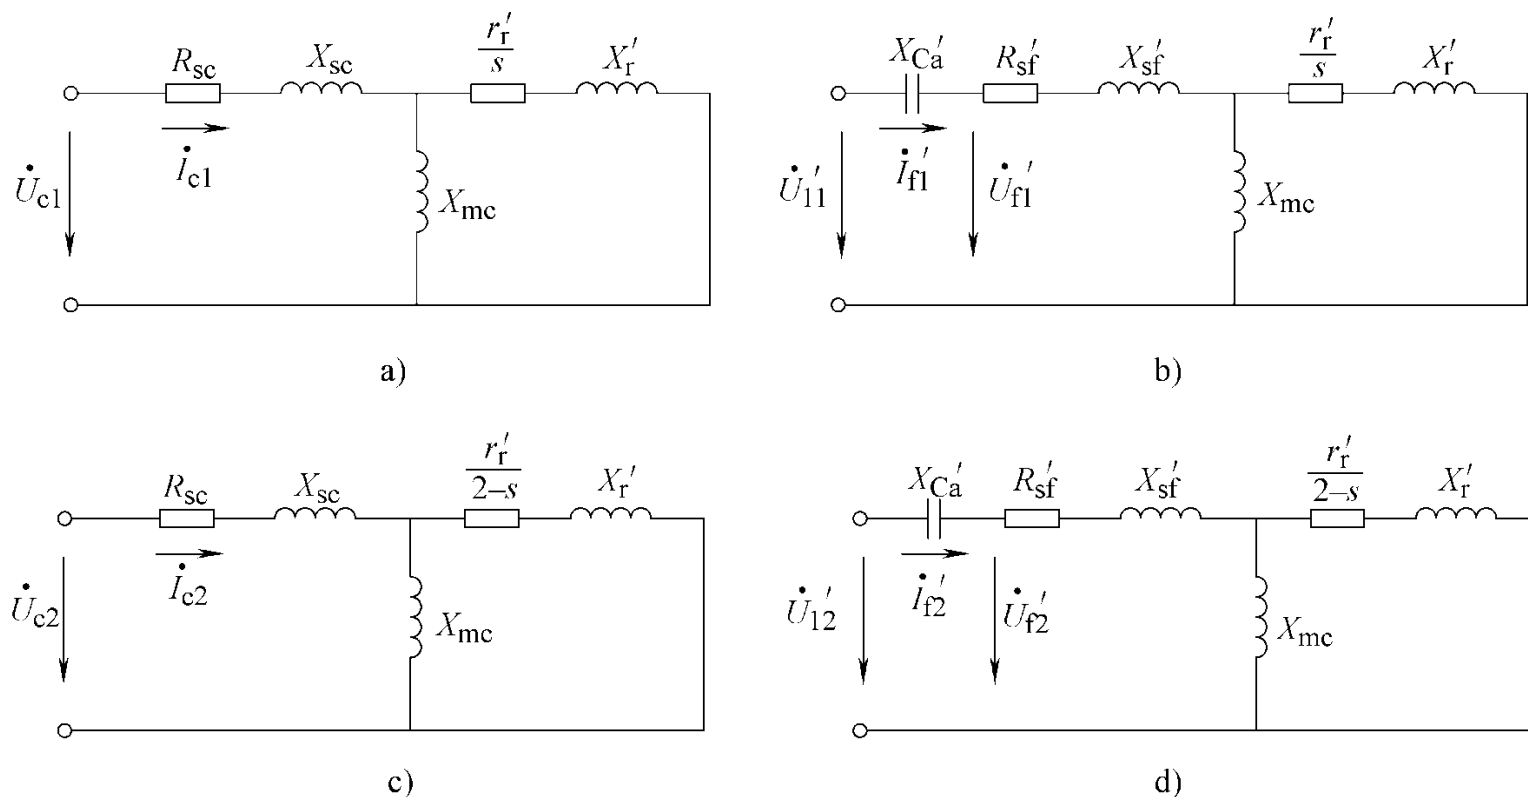 R_sc X_sc r_r′/s X_r′
U̇_c1 İ_c1 X_mc
a)
X_Ca′ R_sf′ X_sf′ r_r′/s X_r′
U̇_11′ İ_f1′ U̇_f1′ X_mc
b)
R_sc X_sc r_r′/2–s X_r′
U̇_c2 İ_c2 X_mc
c)
X_Ca′ R_sf′ X_sf′ r_r′/2–s X_r′
U̇_12′ İ_f2′ U̇_f2′ X_mc
d)